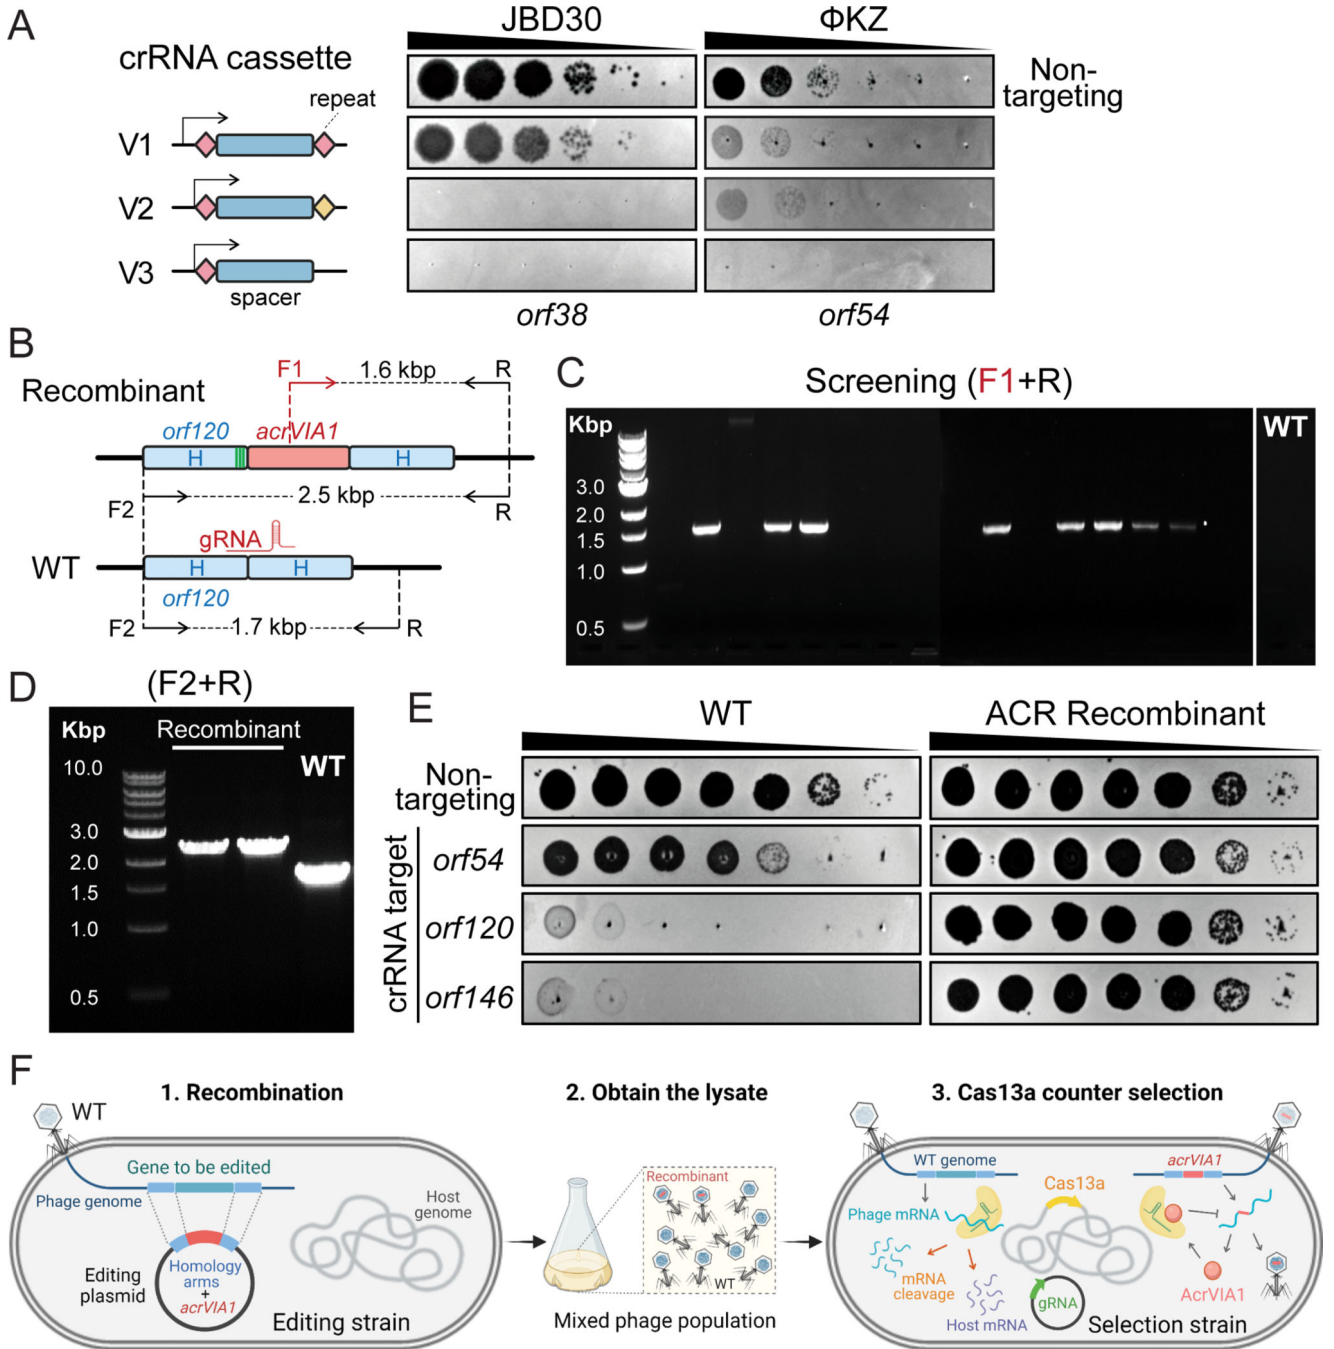 A
JBD30
ΦKZ
crRNA cassette
repeat
Non-
targeting
V1
V2
V3
spacer
orf38
orf54
B
Recombinant
F1
1.6 kbp
R
orf120
acrVIA1
H
H
F2
2.5 kbp
R
gRNA
WT
H
H
orf120
F2
1.7 kbp
R
C
Screening (F1+R)
Kbp
WT
3.0
2.0
1.5
1.0
0.5
D
(F2+R)
Kbp
Recombinant
WT
10.0
3.0
2.0
1.5
1.0
0.5
E
WT
ACR Recombinant
Non-
targeting
crRNA target
orf54
orf120
orf146
F
1. Recombination
2. Obtain the lysate
3. Cas13a counter selection
WT
Gene to be edited
Phage genome
Host
genome
Homology
arms
+
acrVIA1
Editing
plasmid
Editing strain
Recombinant
WT
Mixed phage population
WT genome
acrVIA1
Cas13a
Phage mRNA
mRNA
cleavage
gRNA
Host mRNA
AcrVIA1
Selection strain